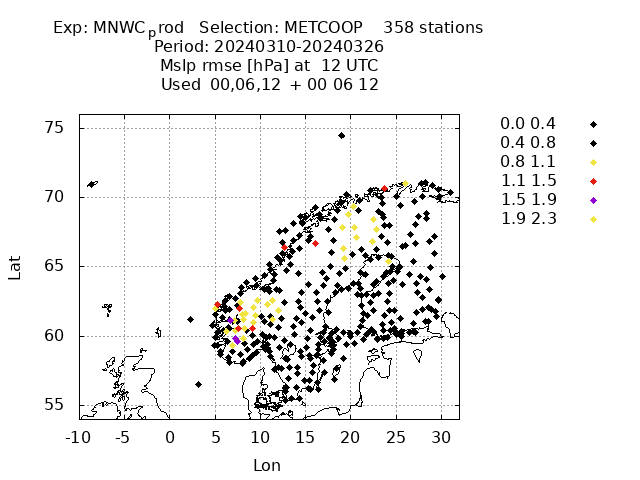 Exp: MNWC_prod Selection: METCOOP 358 stations
Period: 20240310-20240326
Mslp rmse [hPa] at 12 UTC
Used 00,06,12 + 00 06 12
75
70
65
60
55
-10 -5 0 5 10 15 20 25 30
Lat
Lon
0.0 0.4
0.4 0.8
0.8 1.1
1.1 1.5
1.5 1.9
1.9 2.3